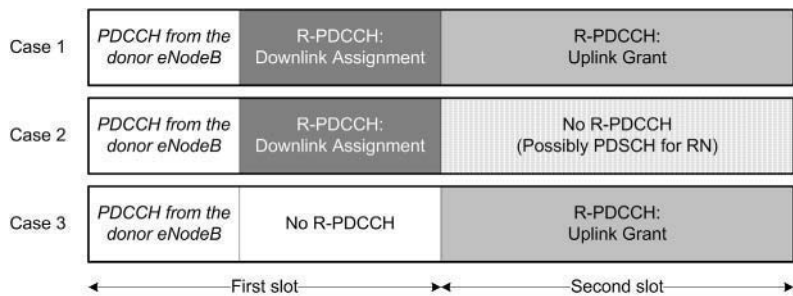 Case 1
PDCCH from the
donor eNodeB
R-PDCCH:
Downlink Assignment
R-PDCCH:
Uplink Grant
Case 2
PDCCH from the
donor eNodeB
R-PDCCH:
Downlink Assignment
No R-PDCCH
(Possibly PDSCH for RN)
Case 3
PDCCH from the
donor eNodeB
No R-PDCCH
R-PDCCH:
Uplink Grant
First slot
Second slot